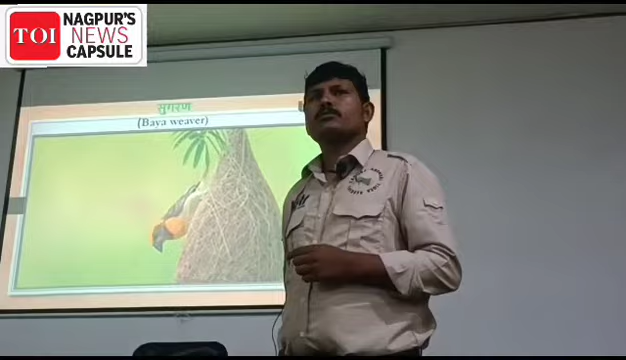 TOI
NAGPUR'S
NEWS
CAPSULE
सुगरण
(Baya weaver)